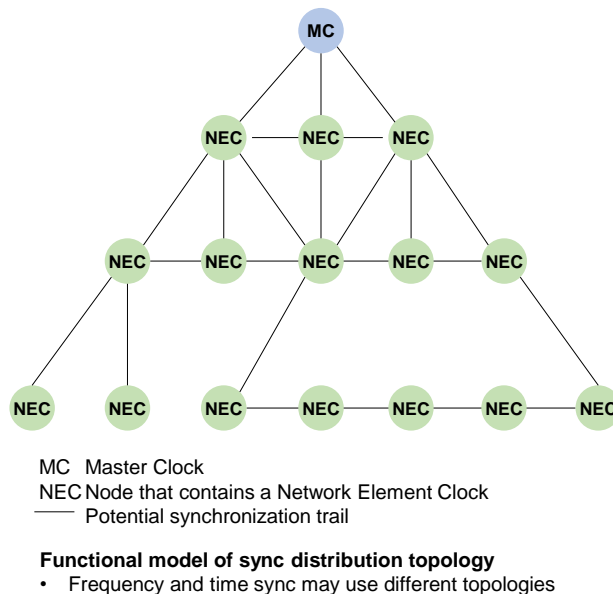 MC
NEC NEC NEC
NEC NEC NEC NEC NEC
NEC NEC NEC NEC NEC NEC NEC
MC Master Clock
NEC Node that contains a Network Element Clock
Potential synchronization trail
Functional model of sync distribution topology
• Frequency and time sync may use different topologies